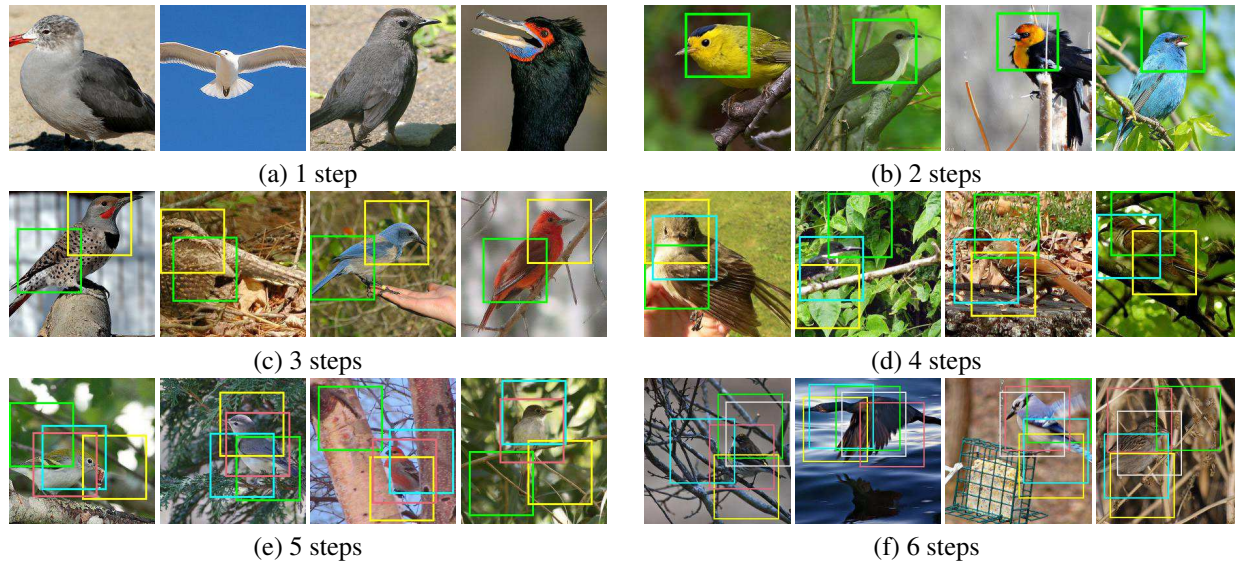 (a) 1 step
(b) 2 steps
(c) 3 steps
(d) 4 steps
(e) 5 steps
(f) 6 steps